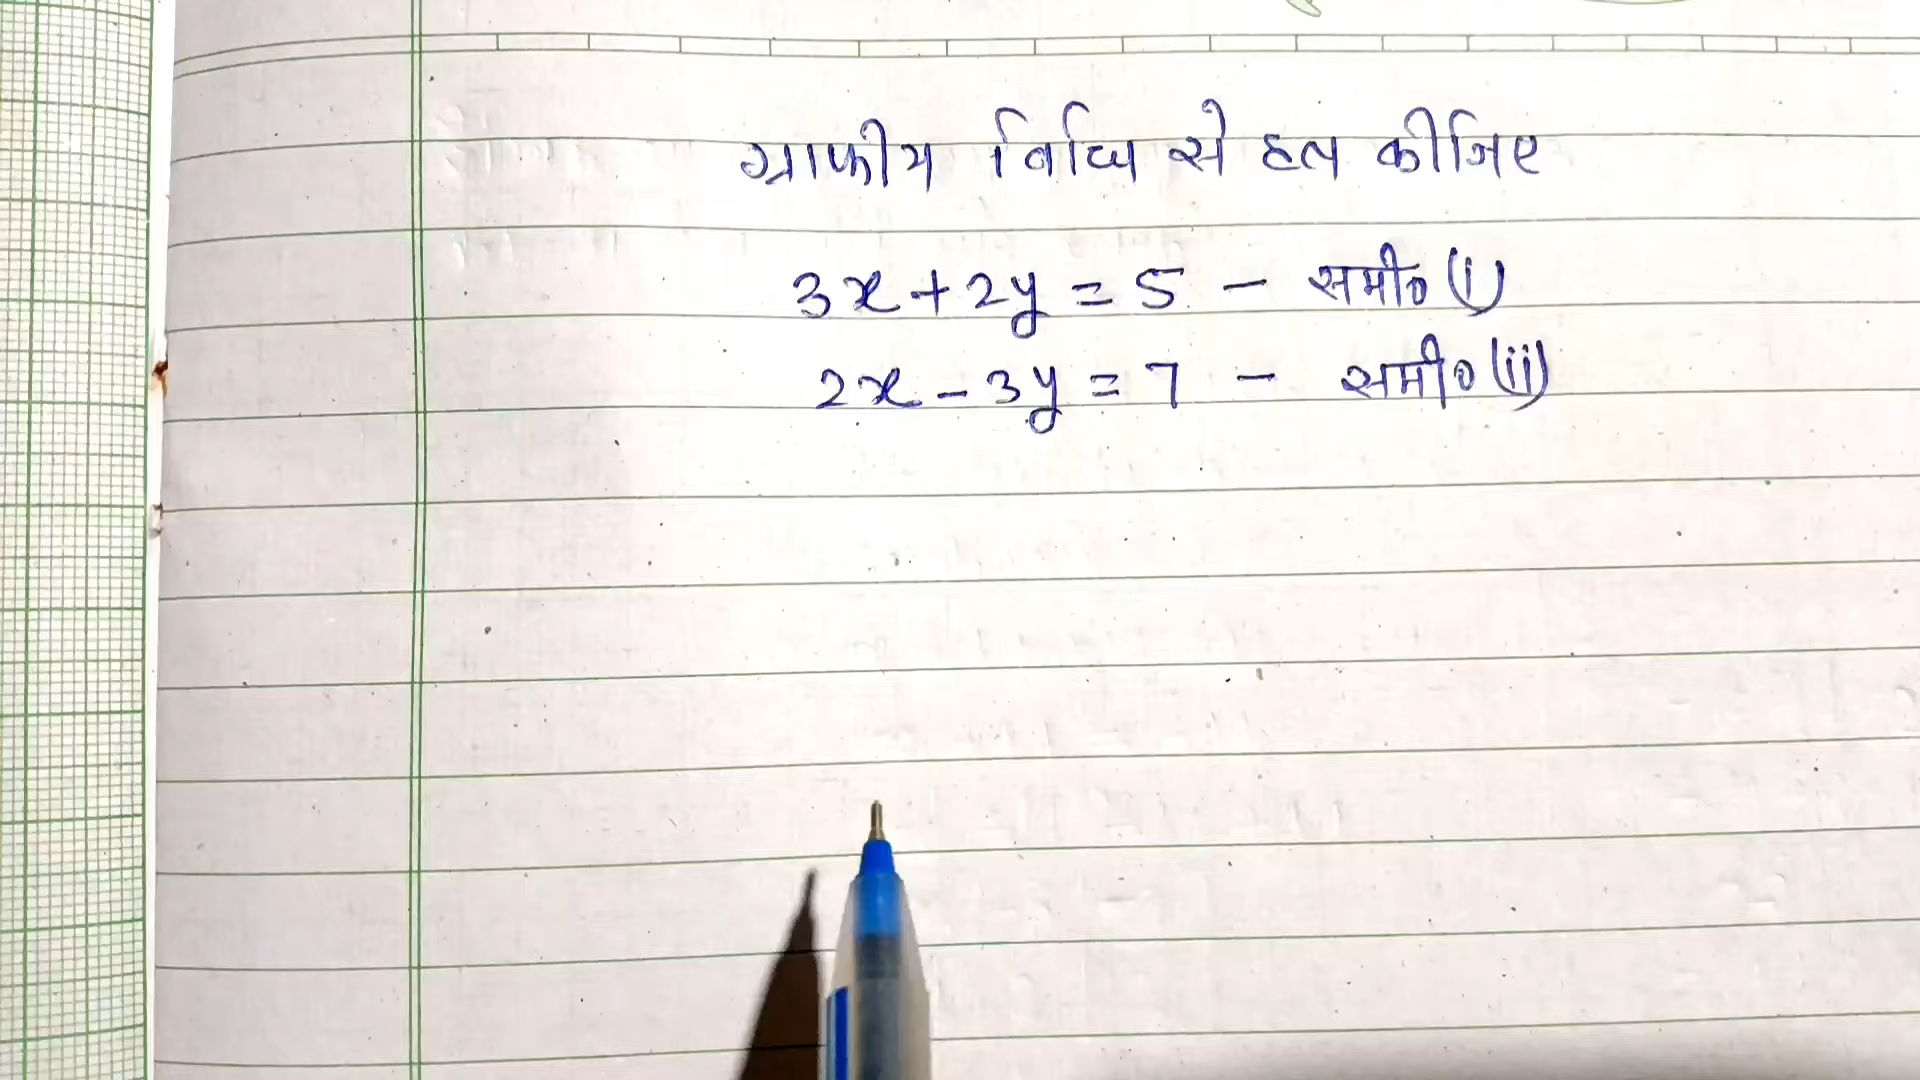 ग्राफीय विधि से हल कीजिए
3x + 2y = 5 - समी० (i)
2x - 3y = 7 - समी० (ii)